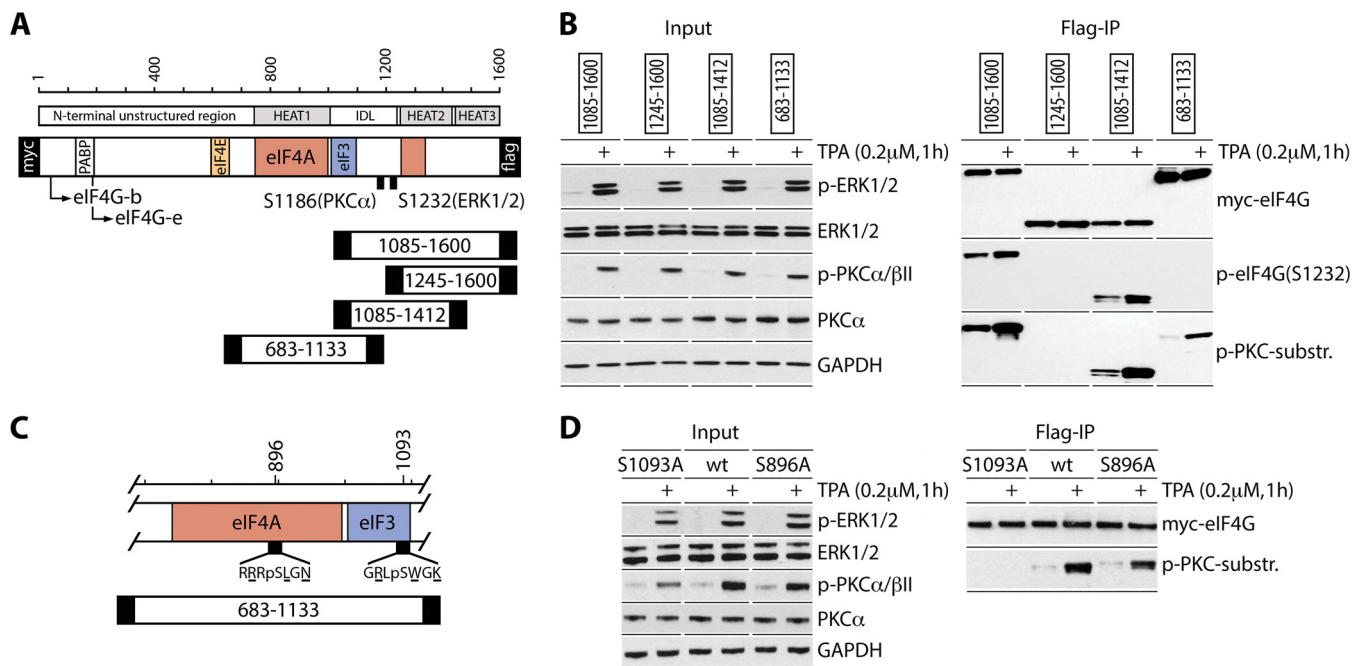 A
1 400 800 1200 1600
N-terminal unstructured region HEAT1 IDL HEAT2 HEAT3
myc PABP eIF4E eIF4A eIF3 flag
eIF4G-b S1186(PKCα) S1232(ERK1/2)
eIF4G-e
1085-1600
1245-1600
1085-1412
683-1133
B
Input
1085-1600 1245-1600 1085-1412 683-1133
+ + + + TPA (0.2μM,1h)
p-ERK1/2
ERK1/2
p-PKCα/βII
PKCα
GAPDH
Flag-IP
1085-1600 1245-1600 1085-1412 683-1133
+ + + + TPA (0.2μM,1h)
myc-eIF4G
p-eIF4G(S1232)
p-PKC-substr.
C
896 1093
eIF4A eIF3
RRRpSLGN GRLpSWGK
683-1133
D
Input
S1093A wt S896A
+ + + TPA (0.2μM,1h)
p-ERK1/2
ERK1/2
p-PKCα/βII
PKCα
GAPDH
Flag-IP
S1093A wt S896A
+ + + TPA (0.2μM,1h)
myc-eIF4G
p-PKC-substr.